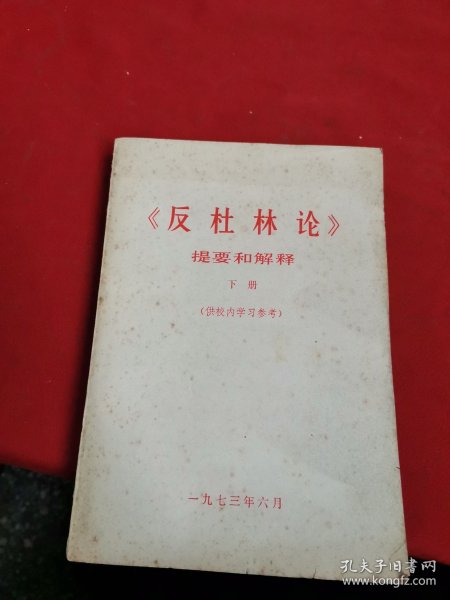 《反杜林论》
提要和解释
下册
(供校内学习参考)
一九七三年六月
孔夫子旧书网
www.kongfz.com